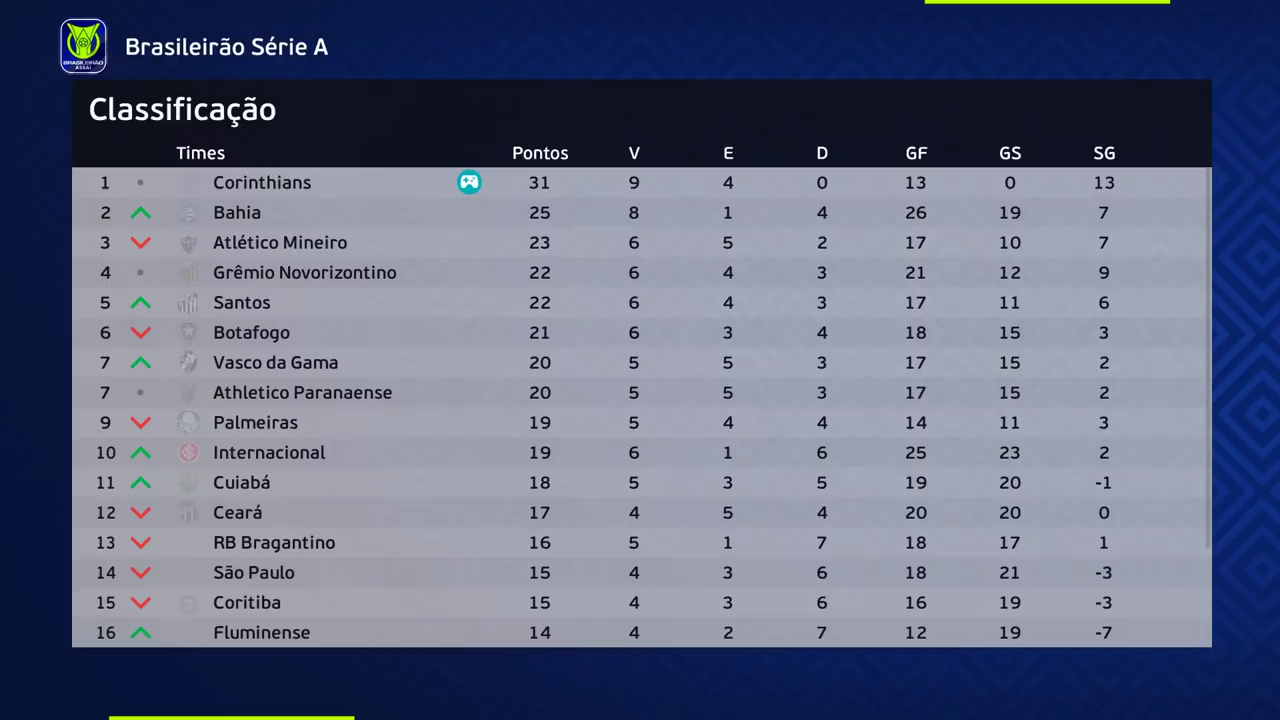 BRASILEIRÃO
ASSAÍ
Brasileirão Série A
Classificação
Times Pontos V E D GF GS SG
1 Corinthians 31 9 4 0 13 0 13
2 Bahia 25 8 1 4 26 19 7
3 Atlético Mineiro 23 6 5 2 17 10 7
4 Grêmio Novorizontino 22 6 4 3 21 12 9
5 Santos 22 6 4 3 17 11 6
6 Botafogo 21 6 3 4 18 15 3
7 Vasco da Gama 20 5 5 3 17 15 2
7 Athletico Paranaense 20 5 5 3 17 15 2
9 Palmeiras 19 5 4 4 14 11 3
10 Internacional 19 6 1 6 25 23 2
11 Cuiabá 18 5 3 5 19 20 -1
12 Ceará 17 4 5 4 20 20 0
13 RB Bragantino 16 5 1 7 18 17 1
14 São Paulo 15 4 3 6 18 21 -3
15 Coritiba 15 4 3 6 16 19 -3
16 Fluminense 14 4 2 7 12 19 -7